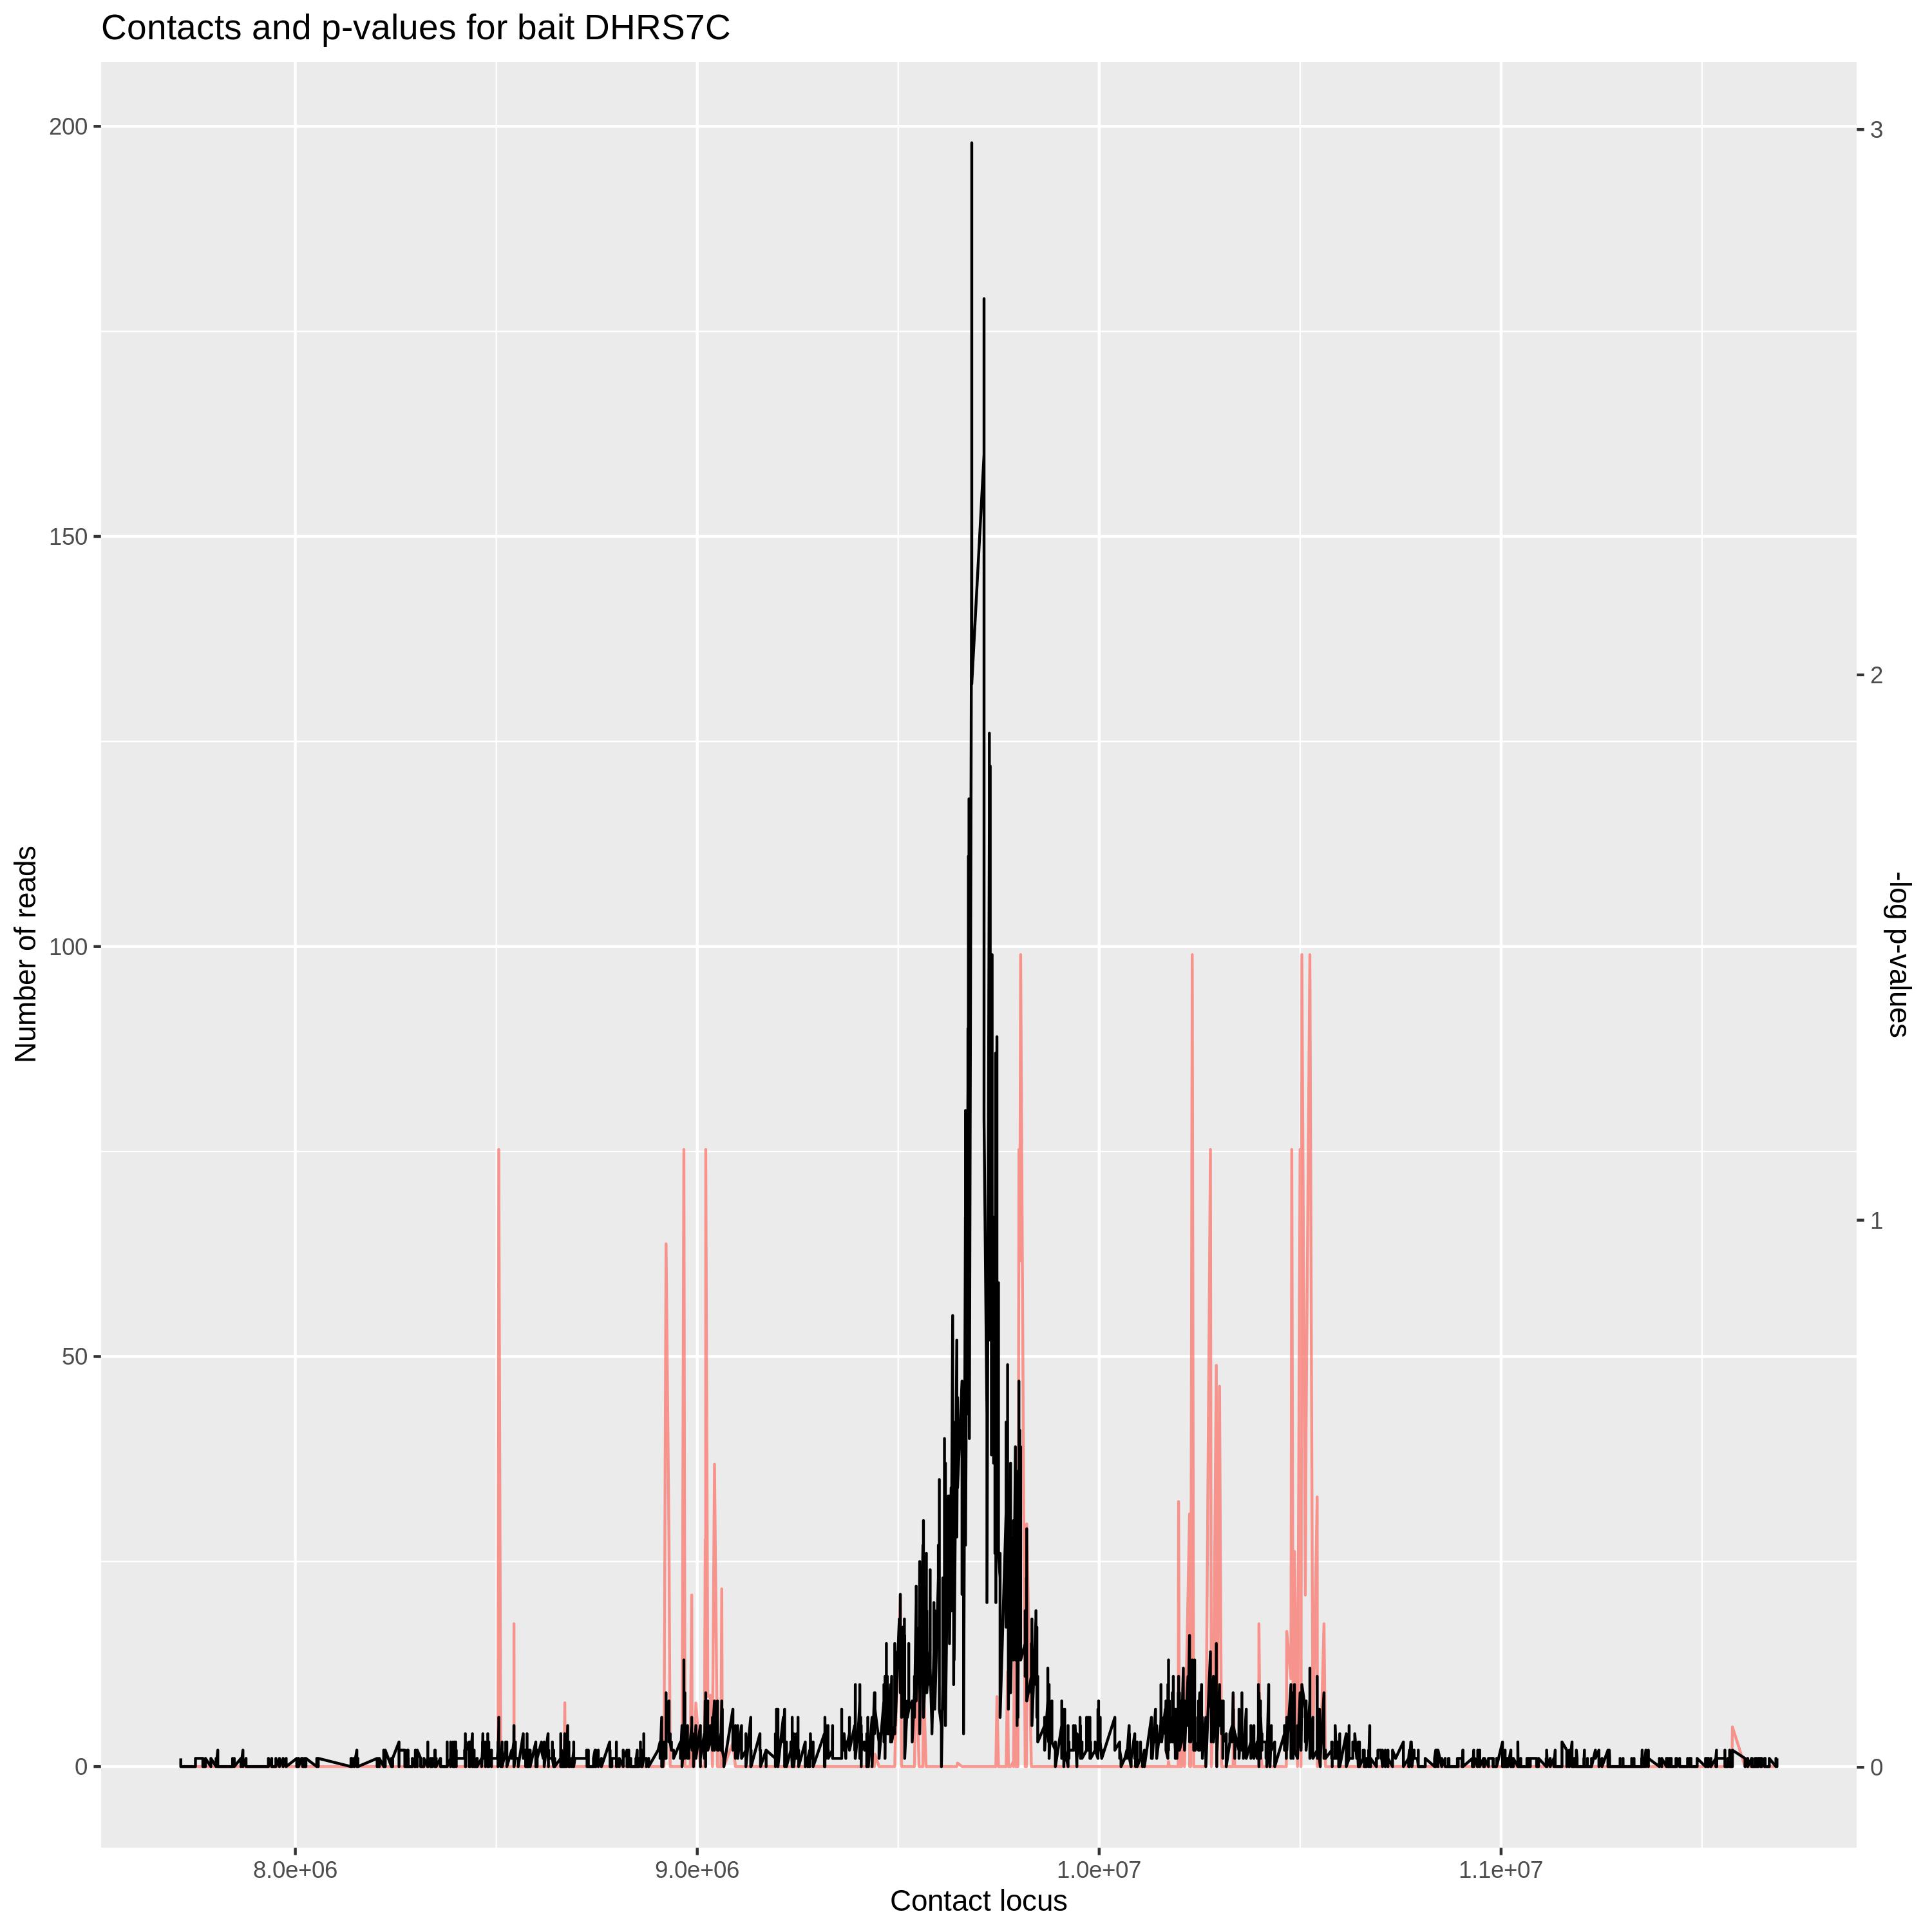 Contacts and p-values for bait DHRS7C
200
150
100
50
0
3
2
1
0
Number of reads
-log p-values
8.0e+06 9.0e+06 1.0e+07 1.1e+07
Contact locus